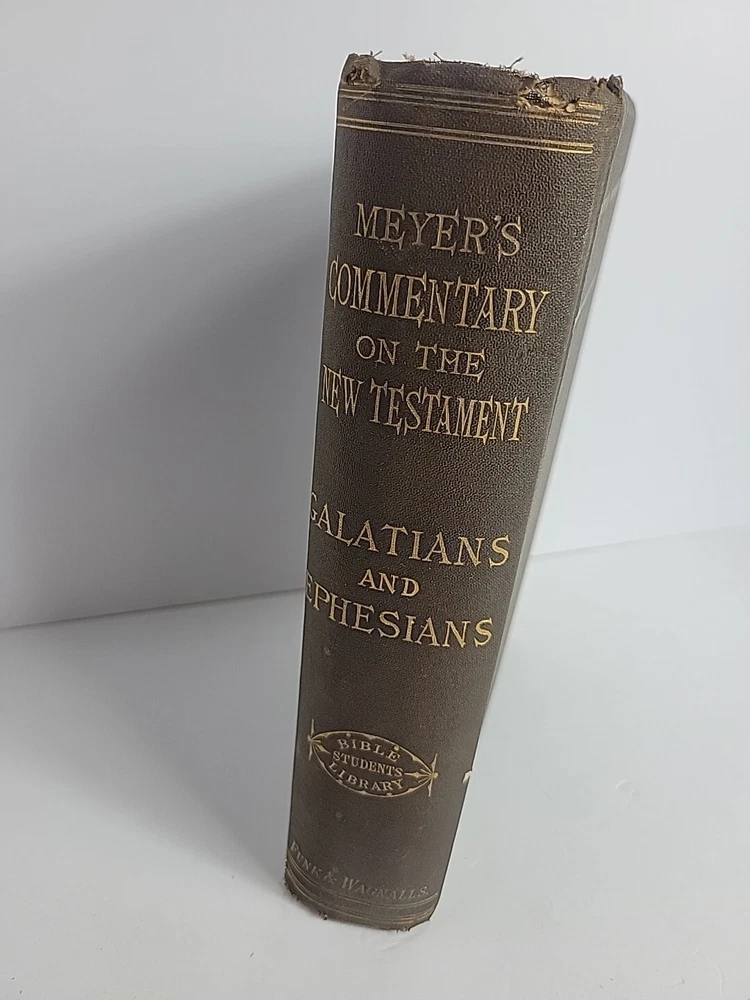 MEYER'S
COMMENTARY
ON THE
NEW TESTAMENT
GALATIANS
AND
EPHESIANS
BIBLE
STUDENTS
LIBRARY
FUNK & WAGNALLS.